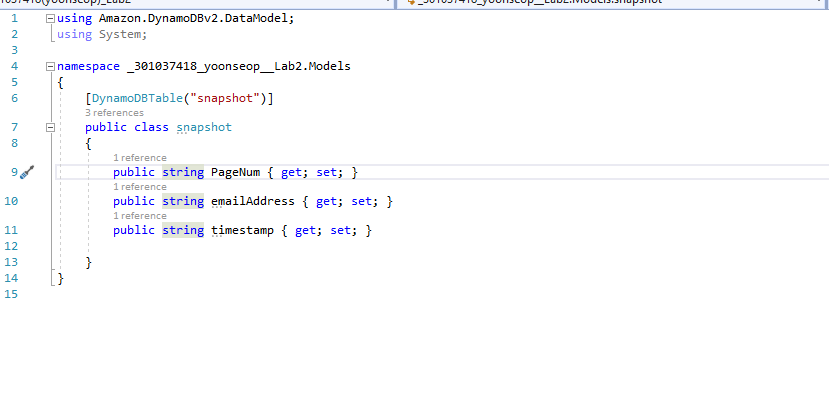 1 using Amazon.DynamoDBv2.DataModel;
2 using System;
3
4 namespace _301037418_yoonseop__Lab2.Models
5 {
6 [DynamoDBTable("snapshot")]
3 references
7 public class snapshot
8 {
1 reference
9 public string PageNum { get; set; }
1 reference
10 public string emailAddress { get; set; }
1 reference
11 public string timestamp { get; set; }
12
13 }
14 }
15